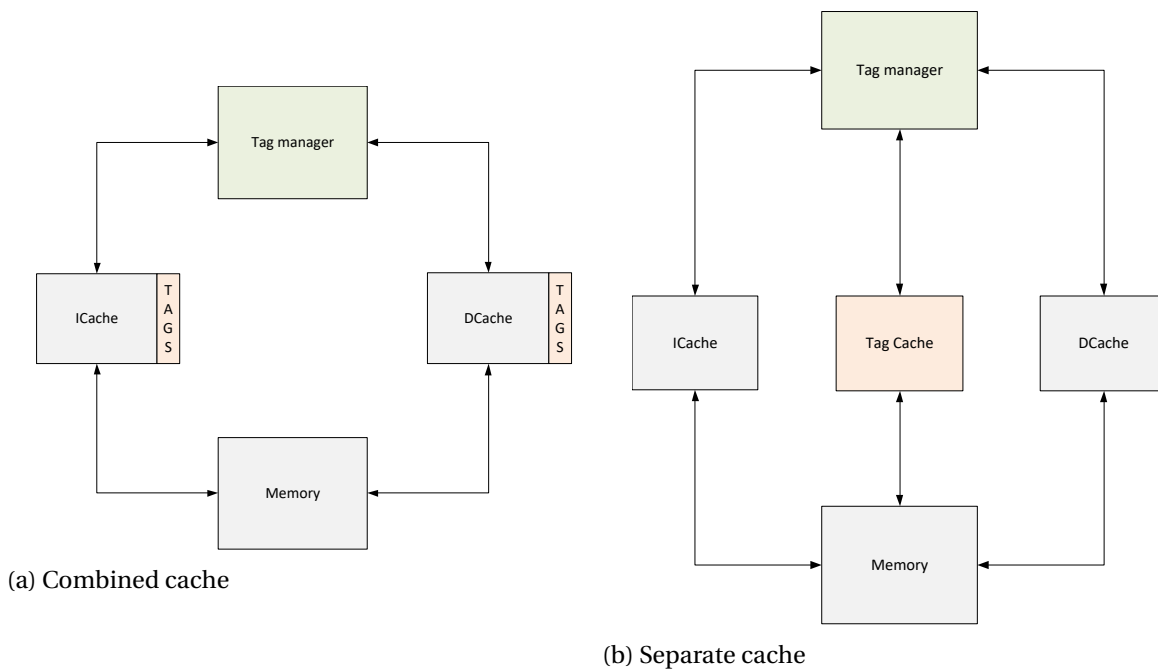 Tag manager
ICache
T
A
G
S
DCache
T
A
G
S
Memory
(a) Combined cache
Tag manager
ICache
Tag Cache
DCache
Memory
(b) Separate cache